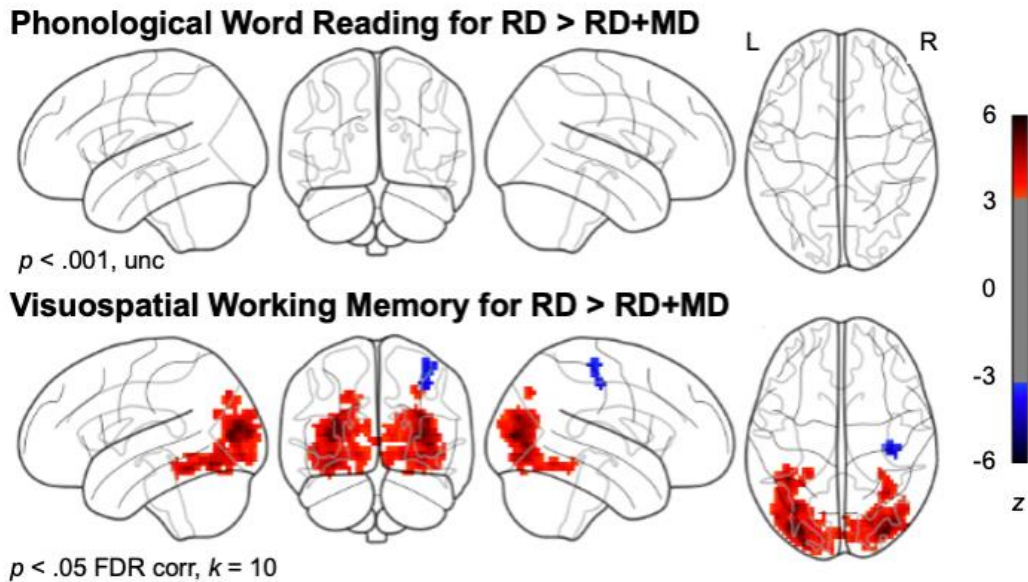 Phonological Word Reading for RD > RD+MD
L
R
p < .001, unc
6
3
0
-3
-6
z
Visuospatial Working Memory for RD > RD+MD
p < .05 FDR corr, k = 10